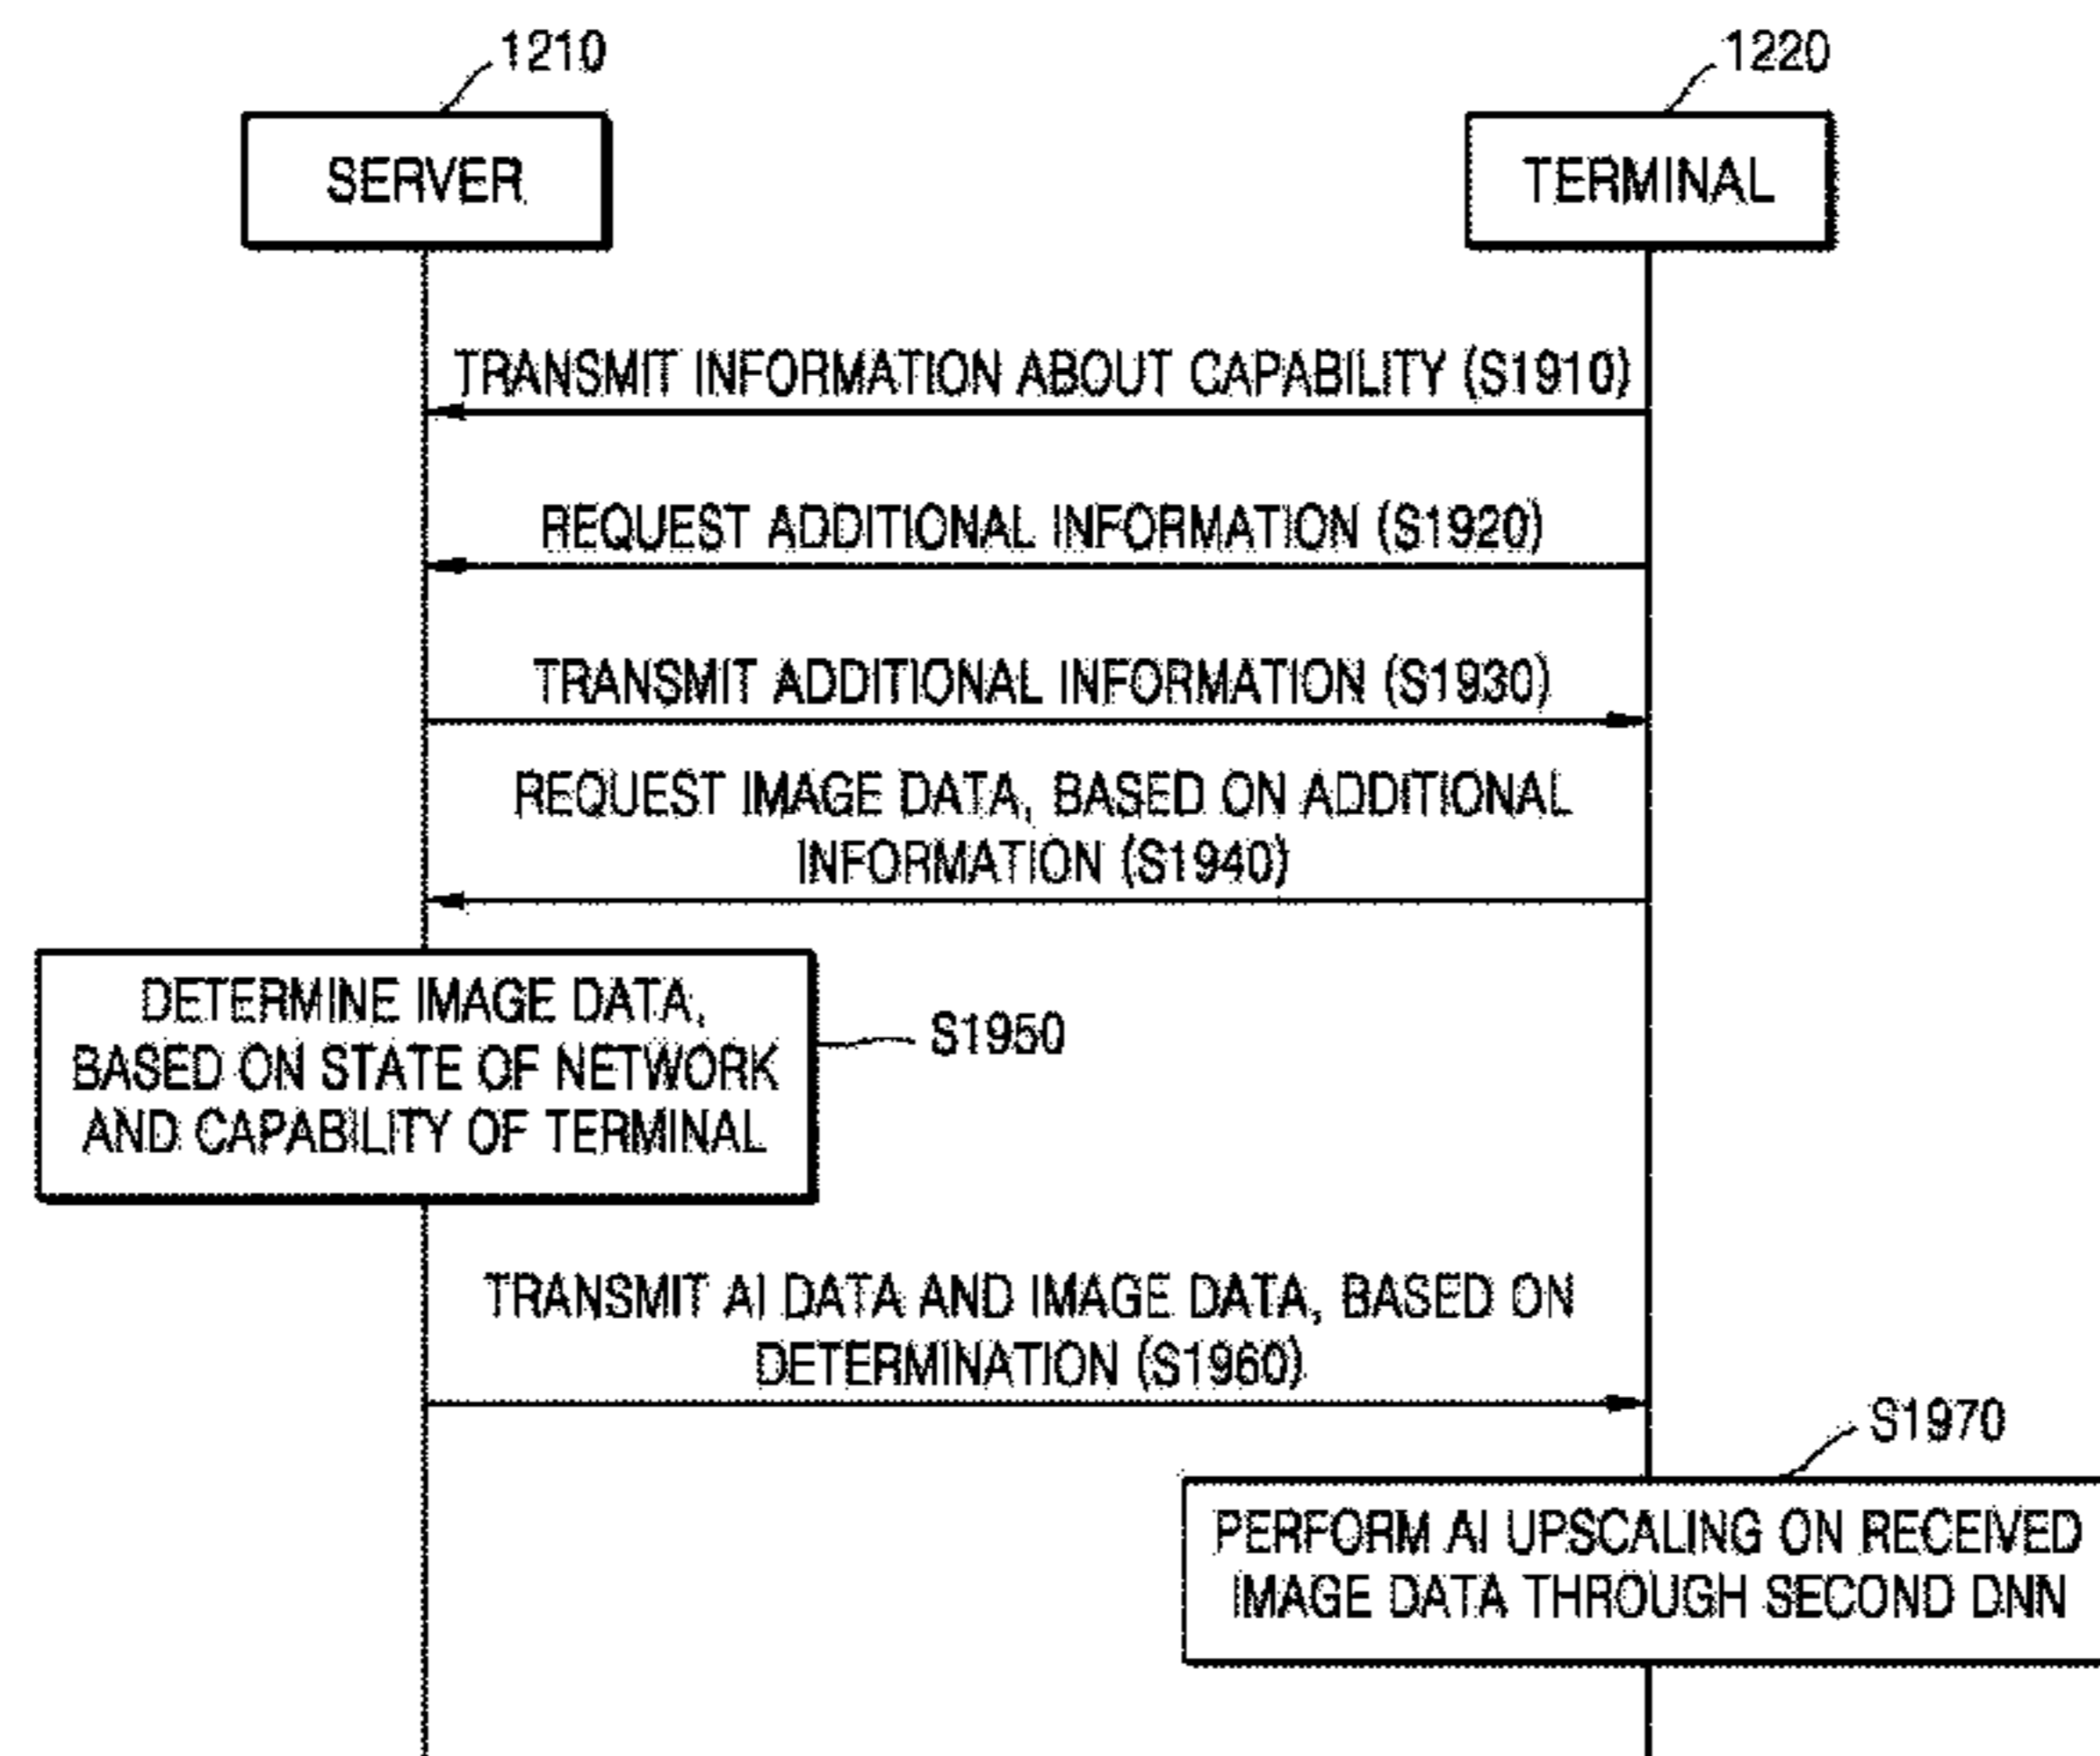 1210
1220
SERVER
TERMINAL
TRANSMIT INFORMATION ABOUT CAPABILITY (S1910)
REQUEST ADDITIONAL INFORMATION (S1920)
TRANSMIT ADDITIONAL INFORMATION (S1930)
REQUEST IMAGE DATA, BASED ON ADDITIONAL
INFORMATION (S1940)
DETERMINE IMAGE DATA,
BASED ON STATE OF NETWORK
AND CAPABILITY OF TERMINAL
S1950
TRANSMIT AI DATA AND IMAGE DATA, BASED ON
DETERMINATION (S1960)
S1970
PERFORM AI UPSCALING ON RECEIVED
IMAGE DATA THROUGH SECOND DNN